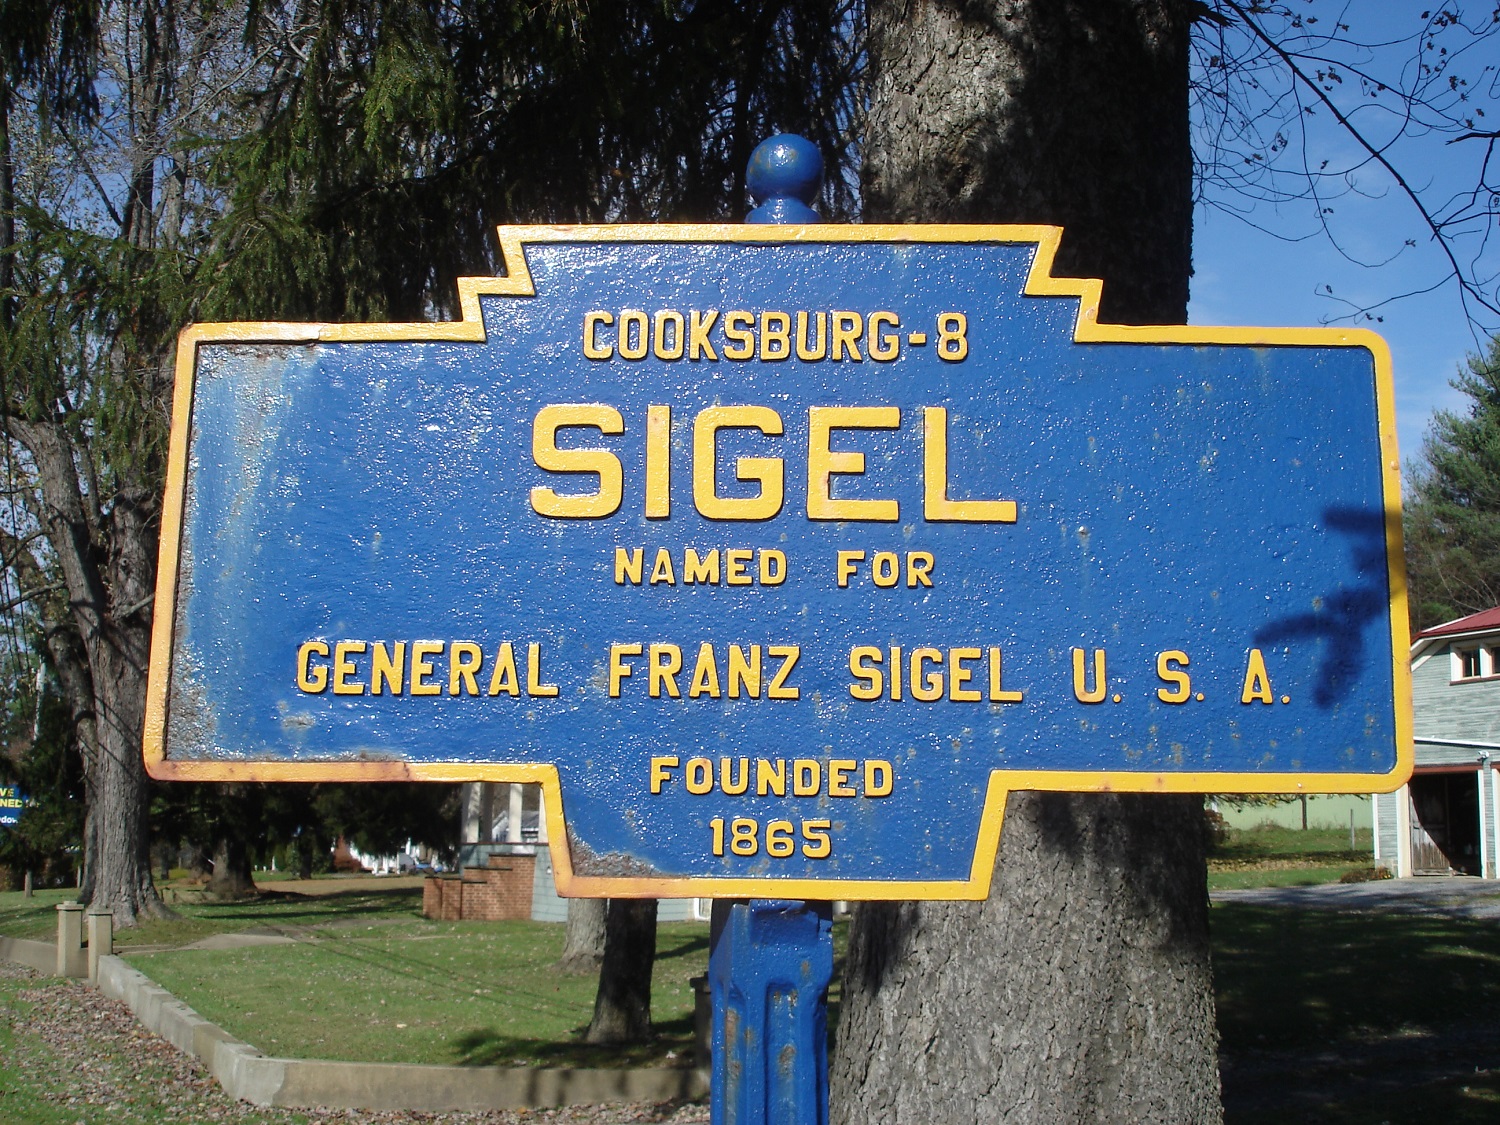 COOKSBURG-8
SIGEL
NAMED FOR
GENERAL FRANZ SIGEL U. S. A.
FOUNDED
1865